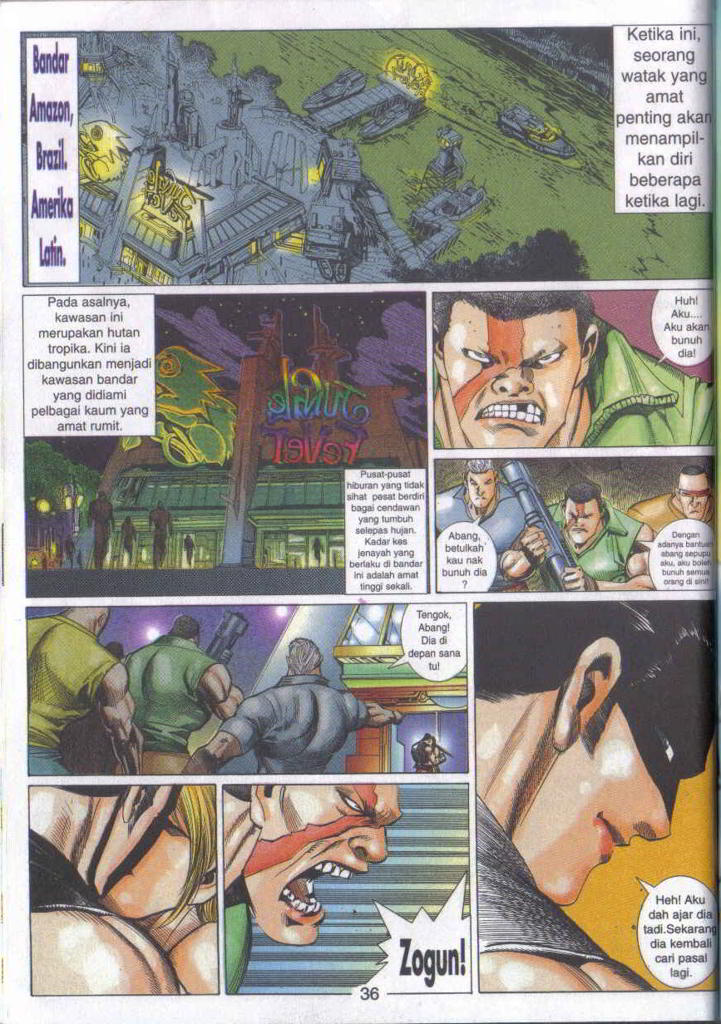 Bandar
Amazon,
Brazil.
Amerika
Latin.
Ketika ini,
seorang
watak yang
amat
penting akan
menampil-
kan diri
beberapa
ketika lagi.
Pada asalnya,
kawasan ini
merupakan hutan
tropika. Kini ia
dibangunkan menjadi
kawasan bandar
yang didiami
pelbagai kaum yang
amat rumit.
Jungle
Fever
Pusat-pusat
hiburan yang tidak
sihat pesat berdiri
bagai cendawan
yang tumbuh
selepas hujan.
Kadar kes
jenayah yang
berlaku di bandar
ini adalah amat
tinggi sekali.
Huh!
Aku....
Aku akan
bunuh
dia!
Abang,
betulkah
kau nak
bunuh dia
?
Dengan
adanya bantuan
abang sepupu
aku, aku boleh
bunuh semua
orang di sini!
Tengok,
Abang!
Dia di
depan sana
tu!
Zogun!
Heh! Aku
dah ajar dia
tadi.Sekarang
dia kembali
cari pasal
lagi.
36